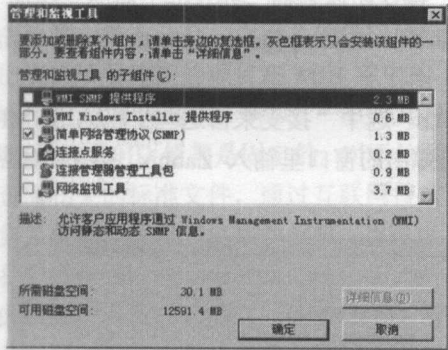 管理和监视工具
要添加或删除某个组件，请单击旁边的复选框。灰色框表示只会安装该组件的一
部分。要查看组件内容，请单击“详细信息”。
管理和监视工具 的子组件(C):
WMI SNMP 提供程序 2.3 MB
WMI Windows Installer 提供程序 0.6 MB
简单网络管理协议(SNMP) 1.3 MB
连接点服务 0.2 MB
连接管理器管理工具包 0.9 MB
网络监视工具 3.7 MB
描述: 允许客户应用程序通过 Windows Management Instrumentation (WMI)
访问静态和动态 SNMP 信息。
所需磁盘空间: 30.1 MB
详细信息(D)
可用磁盘空间: 12591.4 MB
确定 取消